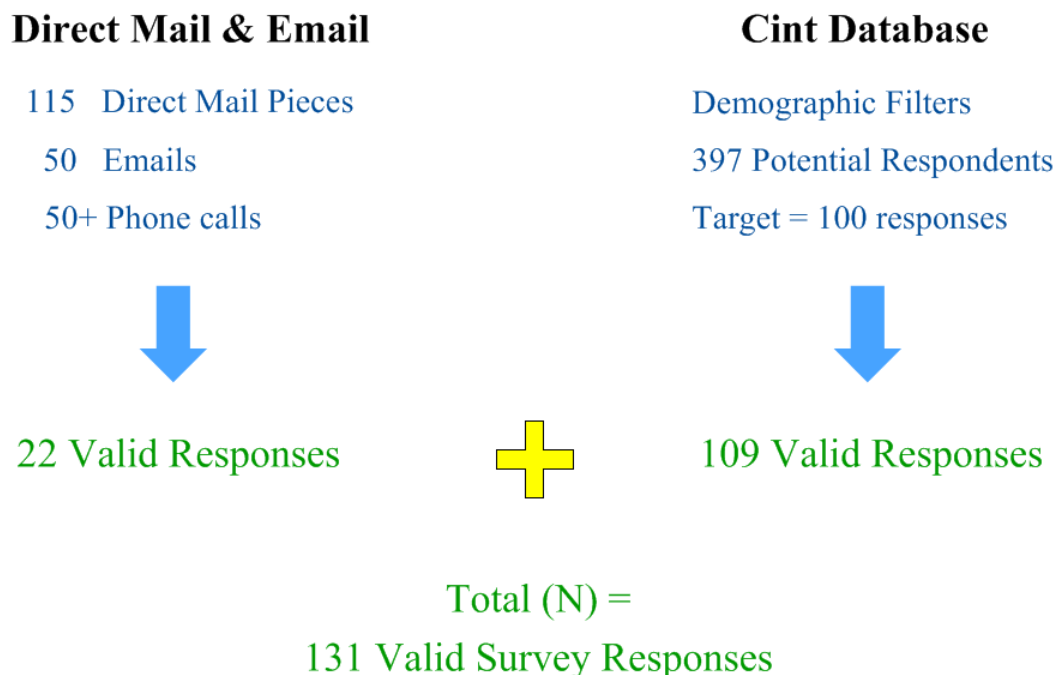 Direct Mail & Email
115 Direct Mail Pieces
50 Emails
50+ Phone calls
22 Valid Responses
Cint Database
Demographic Filters
397 Potential Respondents
Target = 100 responses
109 Valid Responses
Total (N) =
131 Valid Survey Responses